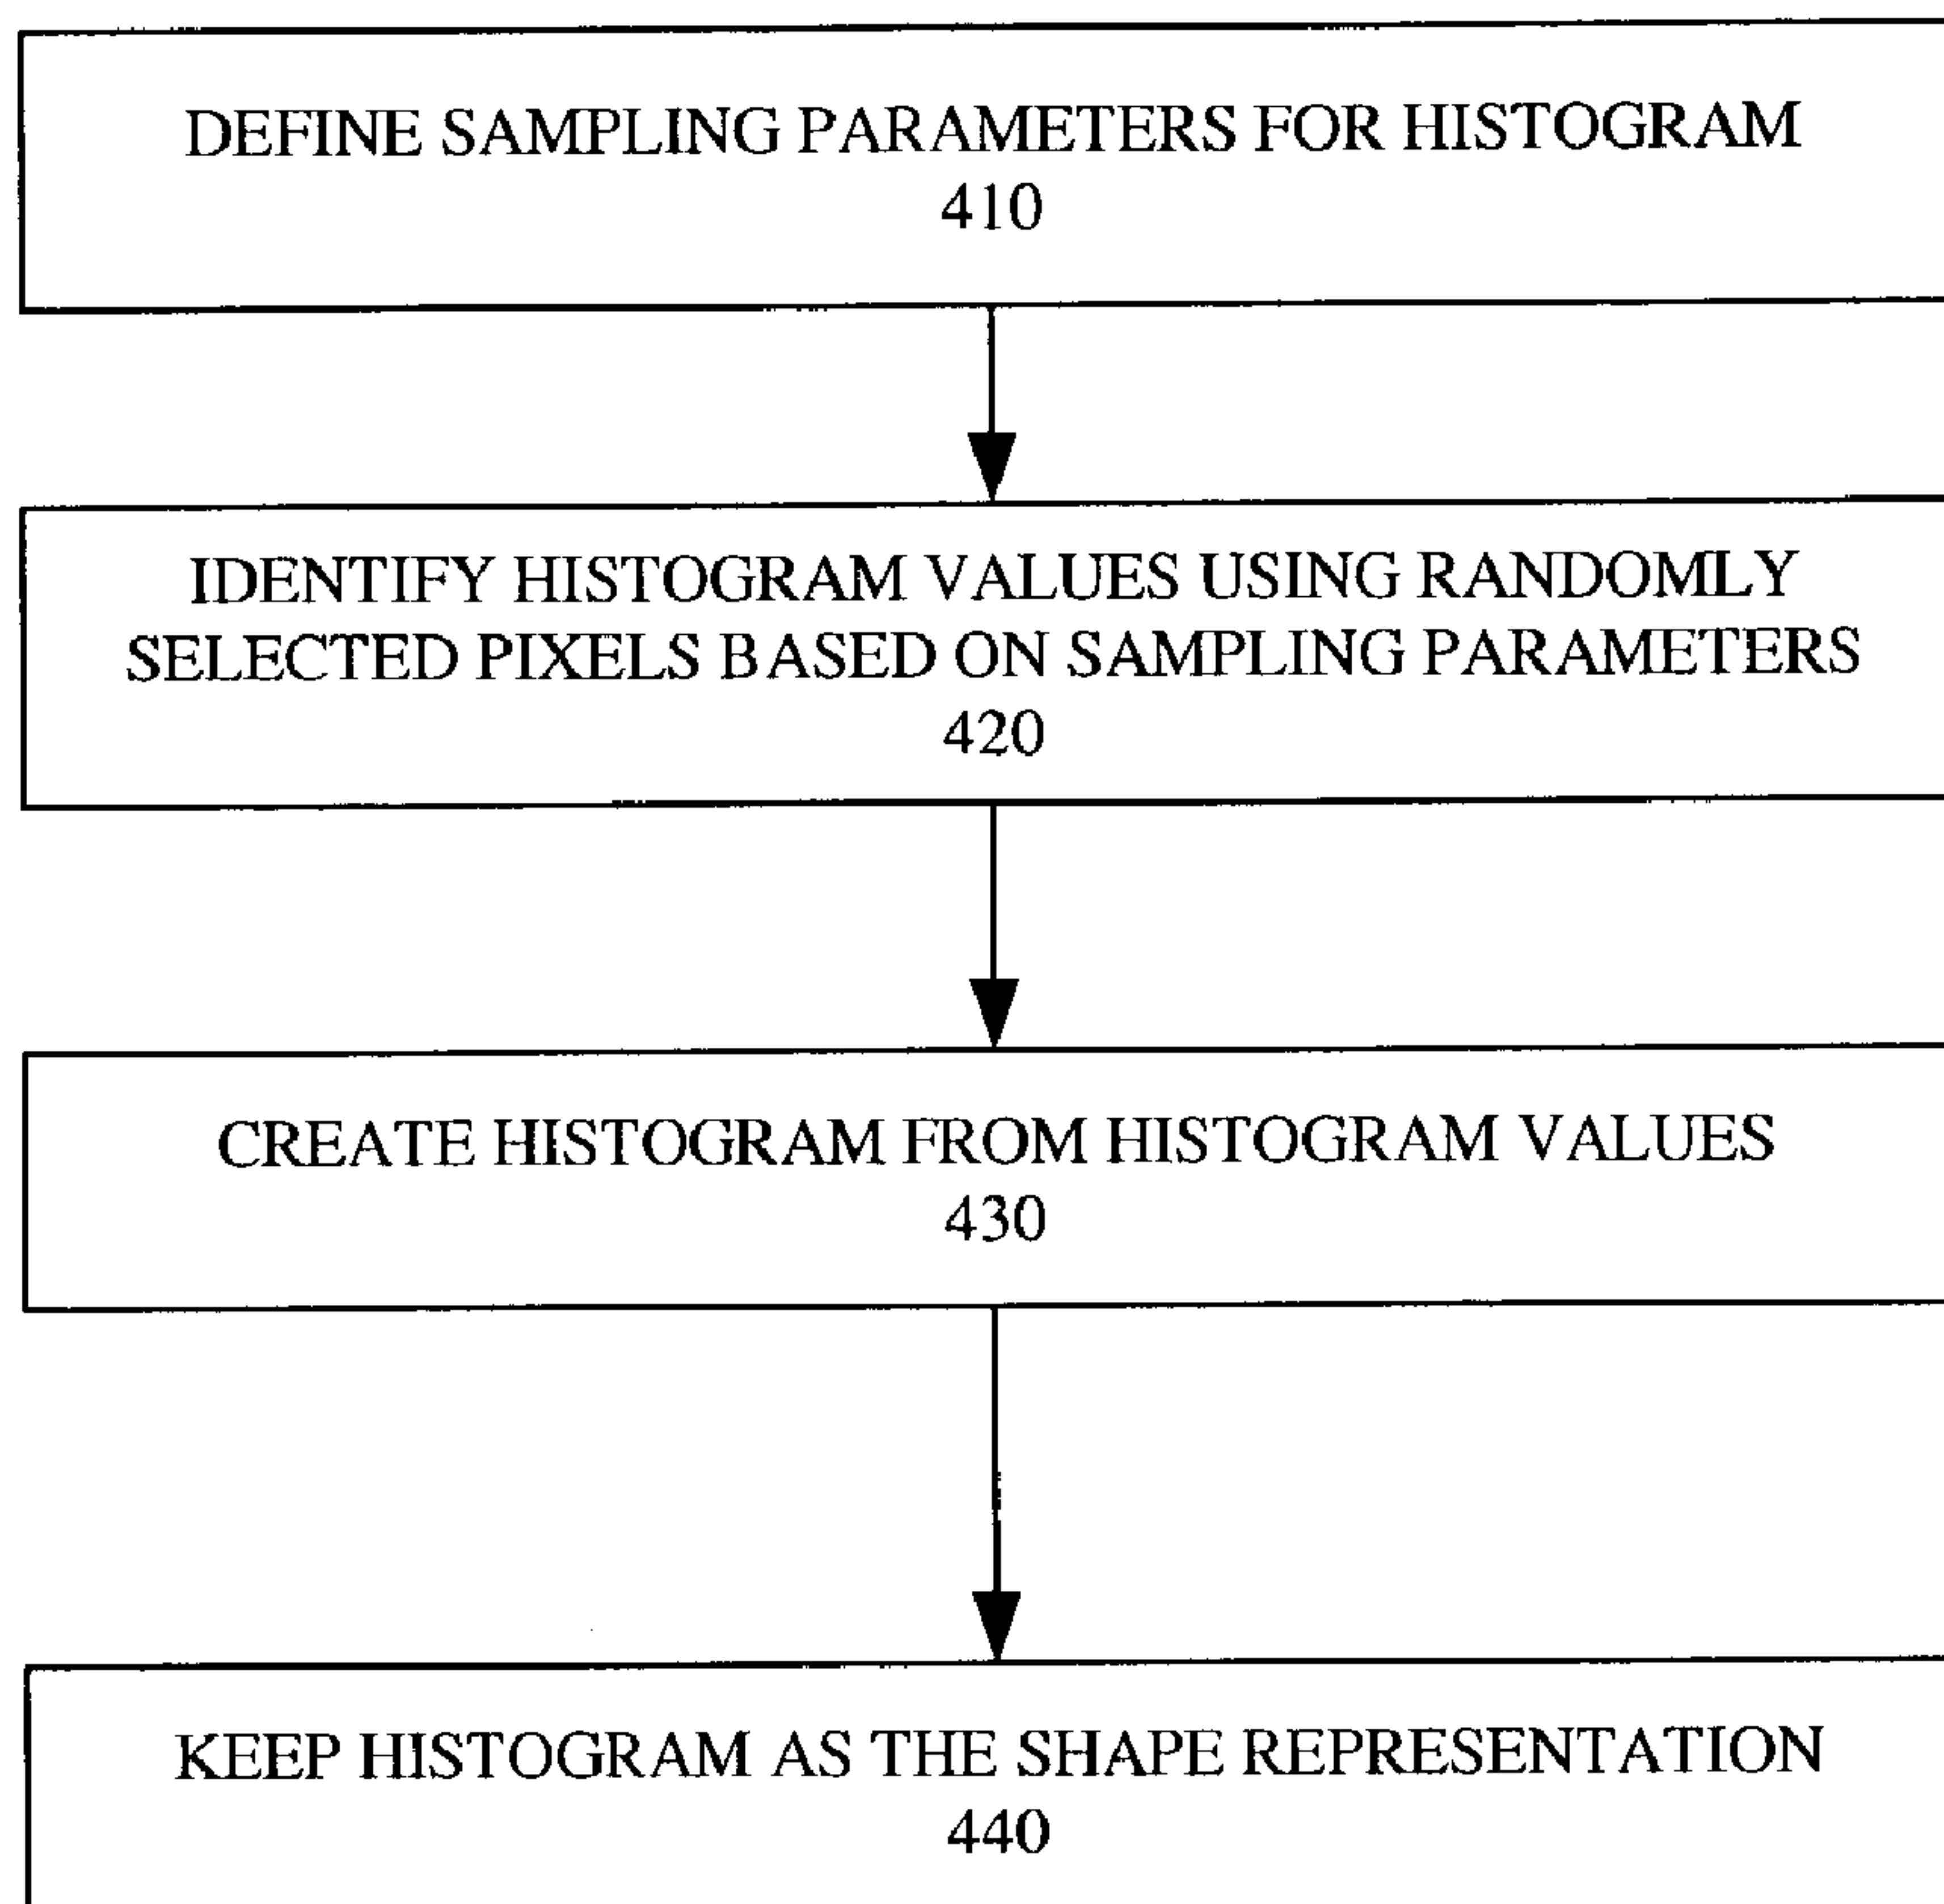 DEFINE SAMPLING PARAMETERS FOR HISTOGRAM
410
IDENTIFY HISTOGRAM VALUES USING RANDOMLY
SELECTED PIXELS BASED ON SAMPLING PARAMETERS
420
CREATE HISTOGRAM FROM HISTOGRAM VALUES
430
KEEP HISTOGRAM AS THE SHAPE REPRESENTATION
440